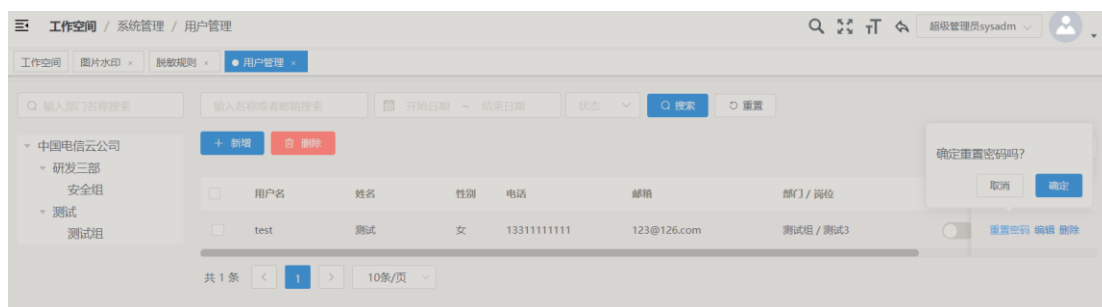 工作空间 / 系统管理 / 用户管理 超级管理员sysadm
工作空间 图片水印 × 脱敏规则 × 用户管理 ×
输入部门名称搜索 输入名称或者邮箱搜索 开始日期 ~ 结束日期 状态 搜索 重置
中国电信云公司 + 新增 删除 确定重置密码吗?
研发三部 取消 确定
安全组 用户名 姓名 性别 电话 邮箱 部门 / 岗位
测试
测试组 test 测试 女 13311111111 123@126.com 测试组 / 测试3 重置密码 编辑 删除
共 1 条 < 1 > 10条/页